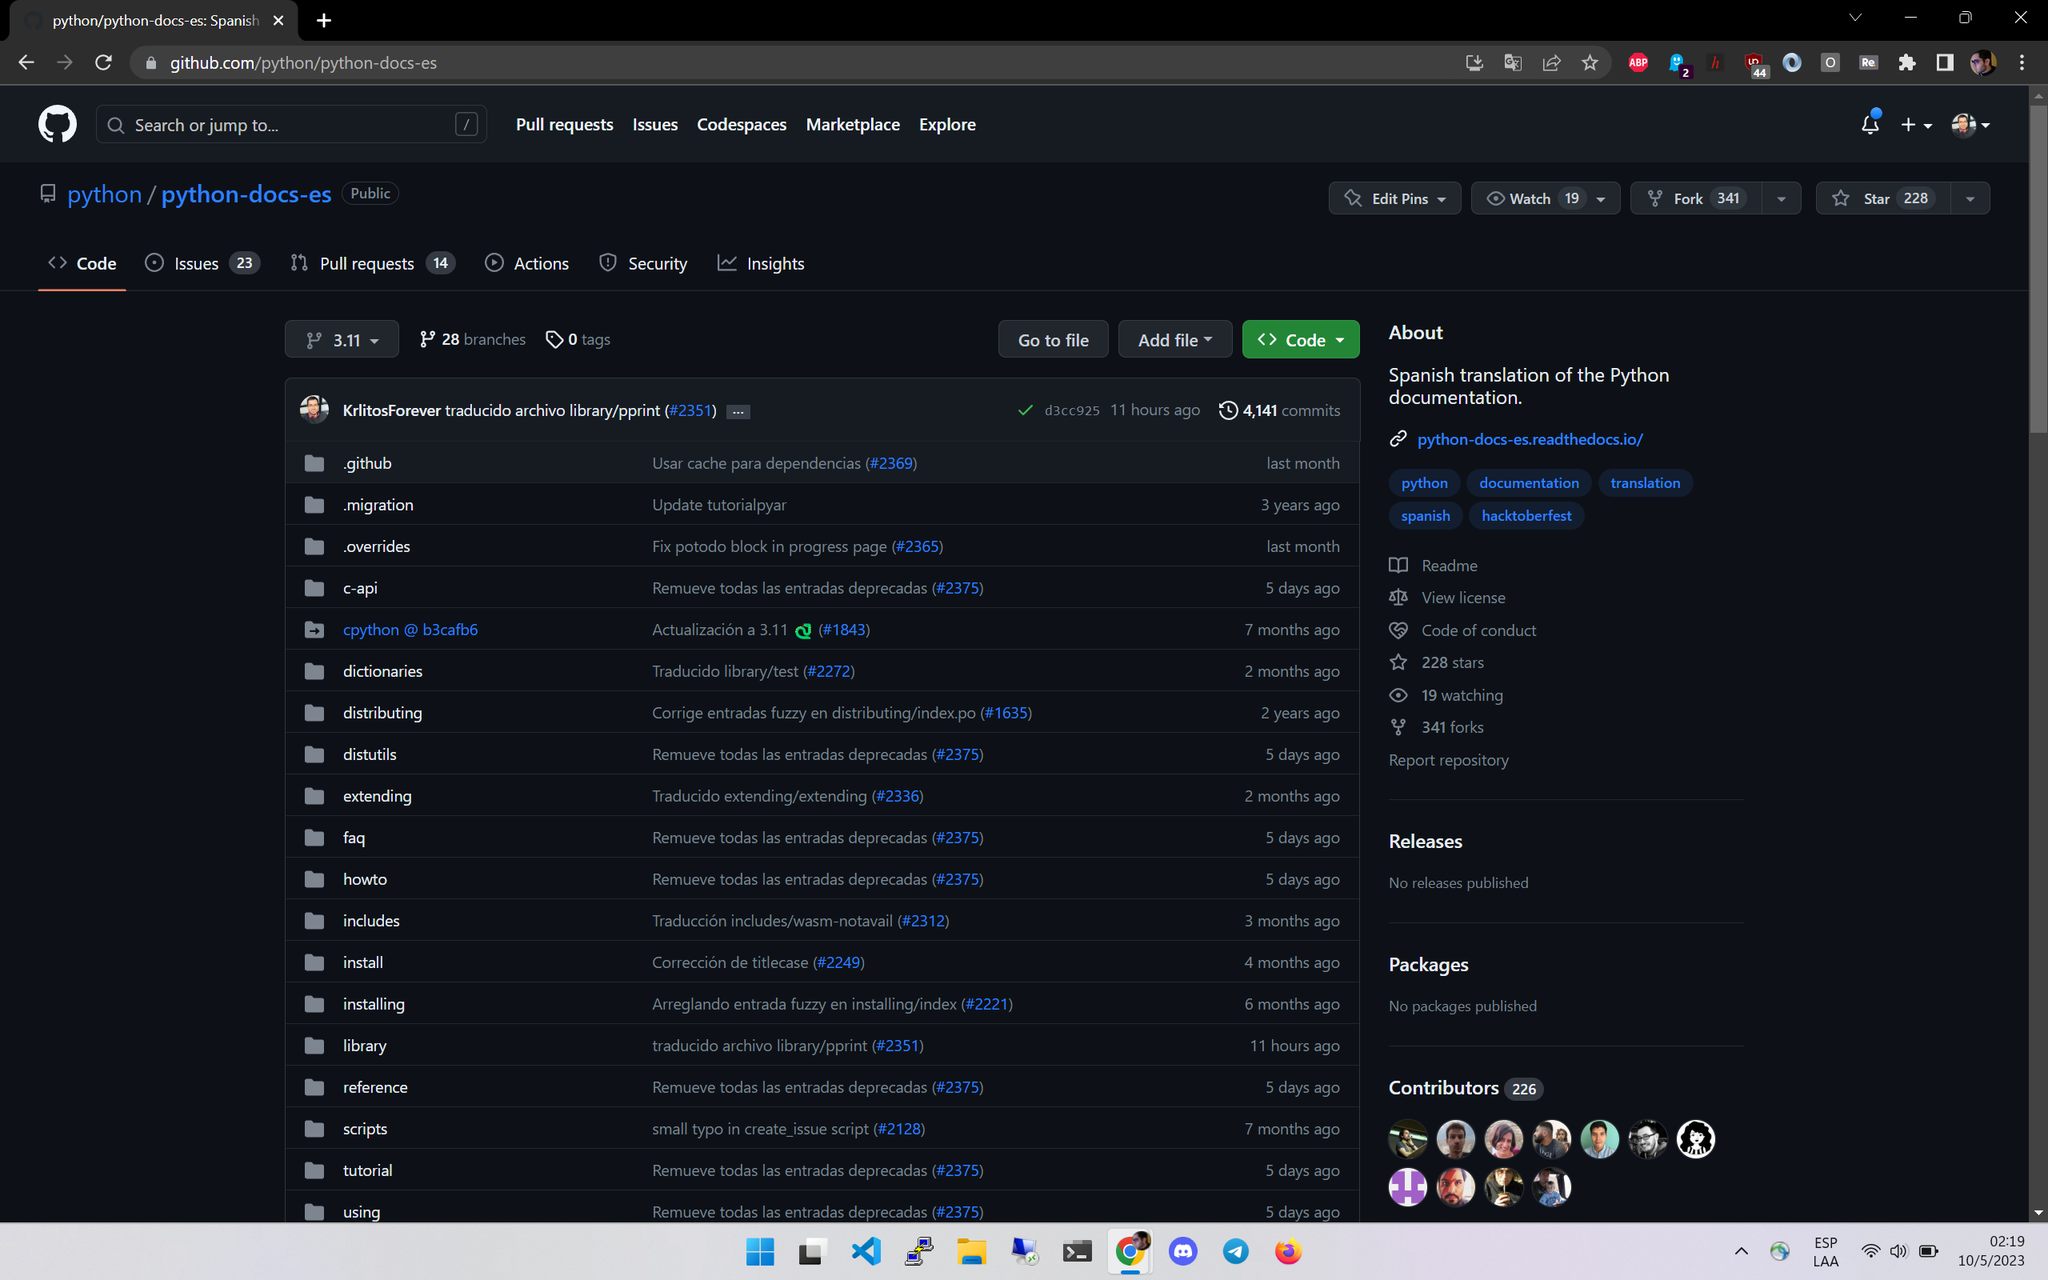 python/python-docs-es: Spanish
github.com/python/python-docs-es
ABP
2
h
44
O
Re
Search or jump to...
/
Pull requests Issues Codespaces Marketplace Explore
python / python-docs-es Public
Edit Pins Watch 19 Fork 341 Star 228
Code Issues 23 Pull requests 14 Actions Security Insights
3.11 28 branches 0 tags Go to file Add file Code
KrlitosForever traducido archivo library/pprint (#2351) ... d3cc925 11 hours ago 4,141 commits
.github Usar cache para dependencias (#2369) last month
.migration Update tutorialpyar 3 years ago
.overrides Fix potodo block in progress page (#2365) last month
c-api Remueve todas las entradas deprecadas (#2375) 5 days ago
cpython @ b3cafb6 Actualización a 3.11 (#1843) 7 months ago
dictionaries Traducido library/test (#2272) 2 months ago
distributing Corrige entradas fuzzy en distributing/index.po (#1635) 2 years ago
distutils Remueve todas las entradas deprecadas (#2375) 5 days ago
extending Traducido extending/extending (#2336) 2 months ago
faq Remueve todas las entradas deprecadas (#2375) 5 days ago
howto Remueve todas las entradas deprecadas (#2375) 5 days ago
includes Traducción includes/wasm-notavail (#2312) 3 months ago
install Corrección de titlecase (#2249) 4 months ago
installing Arreglando entrada fuzzy en installing/index (#2221) 6 months ago
library traducido archivo library/pprint (#2351) 11 hours ago
reference Remueve todas las entradas deprecadas (#2375) 5 days ago
scripts small typo in create_issue script (#2128) 7 months ago
tutorial Remueve todas las entradas deprecadas (#2375) 5 days ago
using Remueve todas las entradas deprecadas (#2375) 5 days ago
About
Spanish translation of the Python
documentation.
python-docs-es.readthedocs.io/
python documentation translation
spanish hacktoberfest
Readme
View license
Code of conduct
228 stars
19 watching
341 forks
Report repository
Releases
No releases published
Packages
No packages published
Contributors 226
ESP
LAA
02:19
10/5/2023